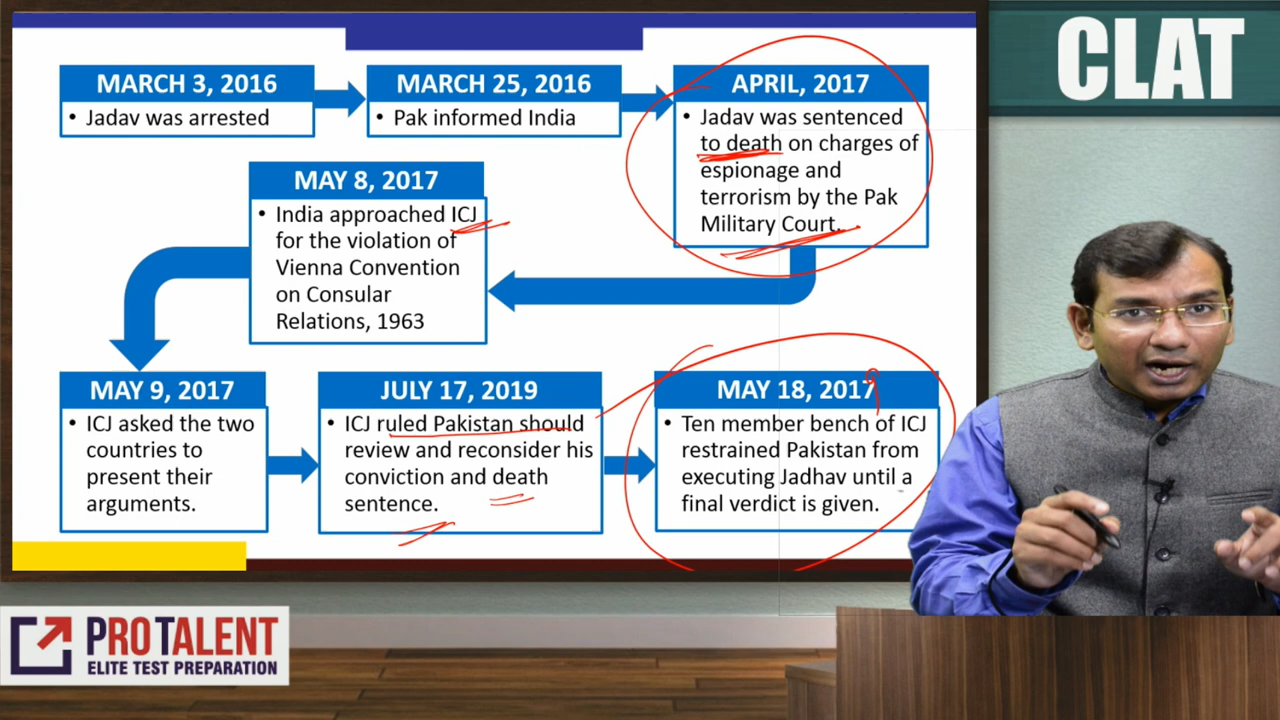 CLAT
MARCH 3, 2016
• Jadav was arrested
MARCH 25, 2016
• Pak informed India
APRIL, 2017
• Jadav was sentenced
to death on charges of
espionage and
terrorism by the Pak
Military Court.
MAY 8, 2017
• India approached ICJ
for the violation of
Vienna Convention
on Consular
Relations, 1963
MAY 9, 2017
• ICJ asked the two
countries to
present their
arguments.
JULY 17, 2019
• ICJ ruled Pakistan should
review and reconsider his
conviction and death
sentence.
MAY 18, 2017
• Ten member bench of ICJ
restrained Pakistan from
executing Jadhav until a
final verdict is given.
PROTALENT
ELITE TEST PREPARATION